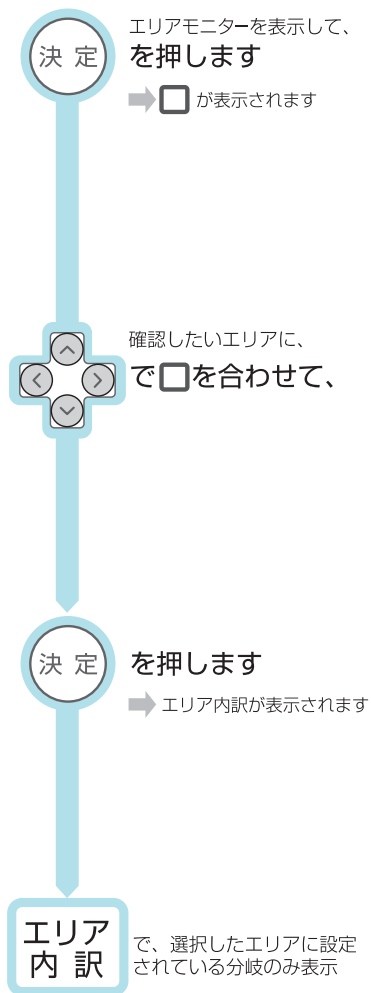 エリアモニターを表示して、
決 定 を押します
➡□ が表示されます
確認したいエリアに、
で□を合わせて、
決 定 を押します
➡ エリア内訳が表示されます
エリア
内 訳
で、選択したエリアに設定
されている分岐のみ表示